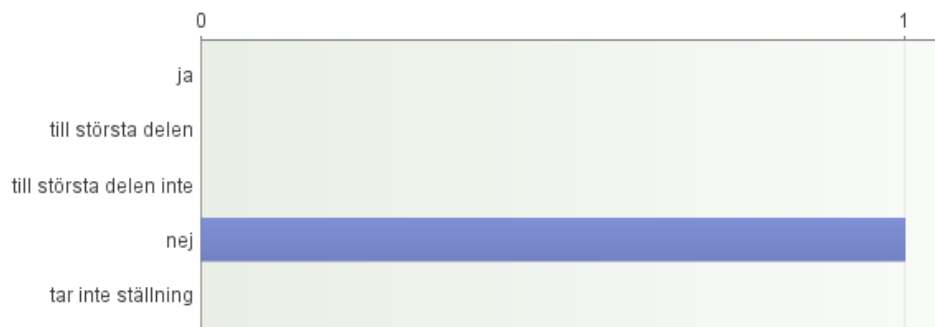 0 1
ja
till största delen
till största delen inte
nej
tar inte ställning